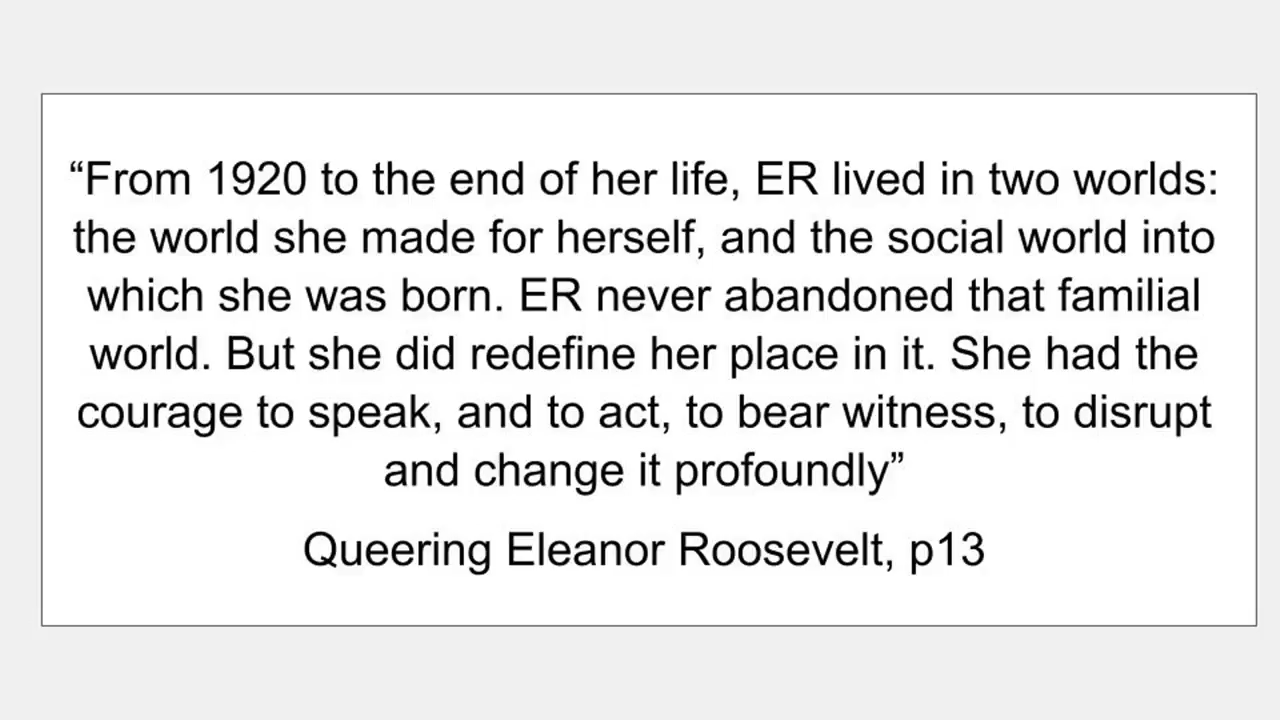 “From 1920 to the end of her life, ER lived in two worlds:
the world she made for herself, and the social world into
which she was born. ER never abandoned that familial
world. But she did redefine her place in it. She had the
courage to speak, and to act, to bear witness, to disrupt
and change it profoundly”
Queering Eleanor Roosevelt, p13